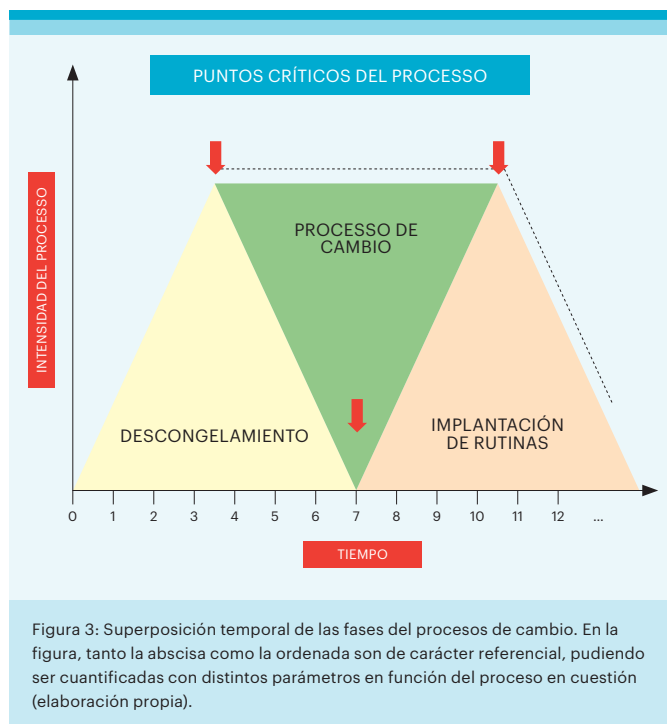 PUNTOS CRÍTICOS DEL PROCESO
INTENSIDAD DEL PROCESO
PROCESSO DE
CAMBIO
DESCONGELAMIENTO
IMPLANTACIÓN
DE RUTINAS
0 1 2 3 4 5 6 7 8 9 10 11 12 ...
TIEMPO
Figura 3: Superposición temporal de las fases del procesos de cambio. En la
figura, tanto la abscisa como la ordenada son de carácter referencial, pudiendo
ser cuantificadas con distintos parámetros en función del proceso en cuestión
(elaboración propia).